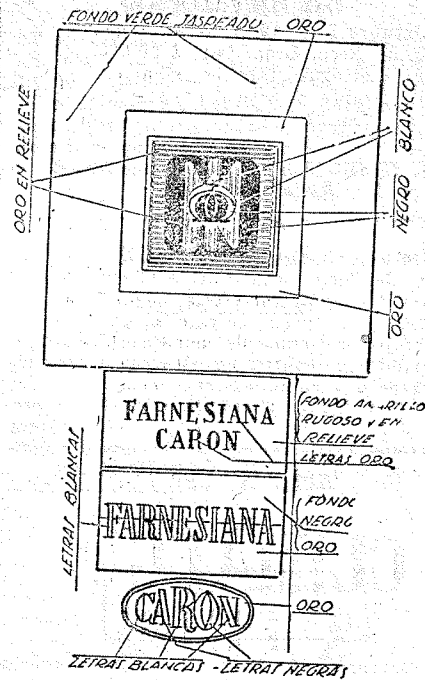 FONDO VERDE JASPEADO
ORO
ORO EN RELIEVE
BLANCO
NEGRO
ORO
FARNESIANA
CARON
FONDO
RUGOSO Y EN
RELIEVE
LETRAS ORO
LETRAS BLANCAS
FARNESIANA
FONDO
NEGRO
ORO
CARON
ORO
LETRAS BLANCAS - LETRAS NEGRAS